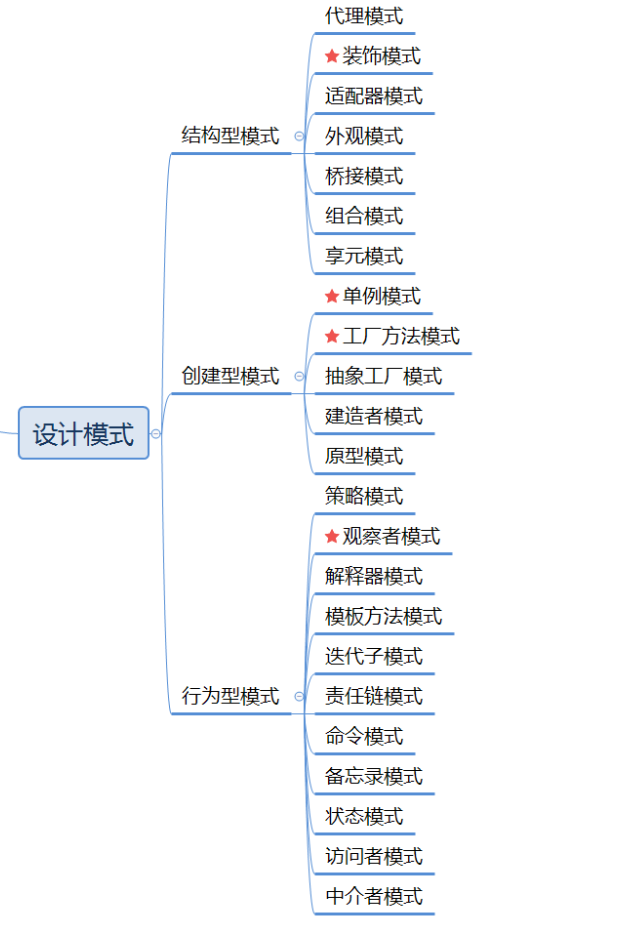 设计模式
结构型模式
代理模式
装饰模式
适配器模式
外观模式
桥接模式
组合模式
享元模式
创建型模式
单例模式
工厂方法模式
抽象工厂模式
建造者模式
原型模式
行为型模式
策略模式
观察者模式
解释器模式
模板方法模式
迭代子模式
责任链模式
命令模式
备忘录模式
状态模式
访问者模式
中介者模式